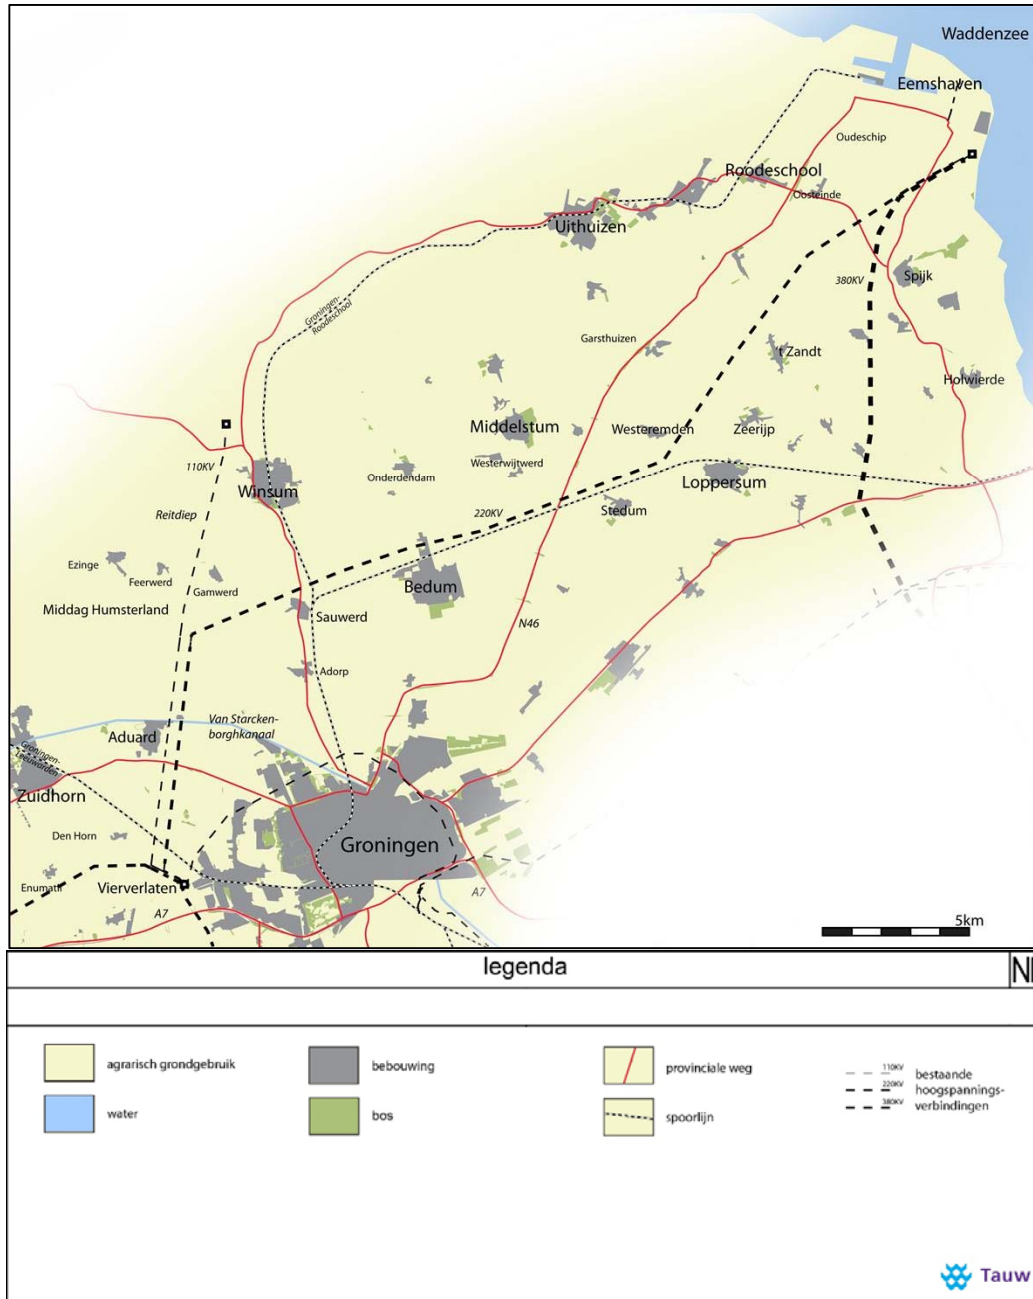 Waddenzee
Eemshaven
Oudeschip
Roodeschool
Oosteinde
Uithuizen
380KV
Spijk
Groningen-
Roodeschool
Garsthuizen
't Zandt
Holwierde
Middelstum
Westeremden
Zeerijp
110KV
Westerwijtwerd
Onderdendam
Winsum
Loppersum
Reitdiep
220KV
Stedum
Ezinge
Feerwerd
Gamwerd
Bedum
Middag Humsterland
Sauwerd
N46
Adorp
Van Starcken-
borghkanaal
Aduard
Groningen-
Leeuwarden
Zuidhorn
Den Horn
Groningen
Enumatil
Vierverlaten
A7
A7
5km
legenda
agrarisch grondgebruik
bebouwing
provinciale weg
110KV bestaande
220KV hoogspannings-
380KV verbindingen
water
bos
spoorlijn
Tauw